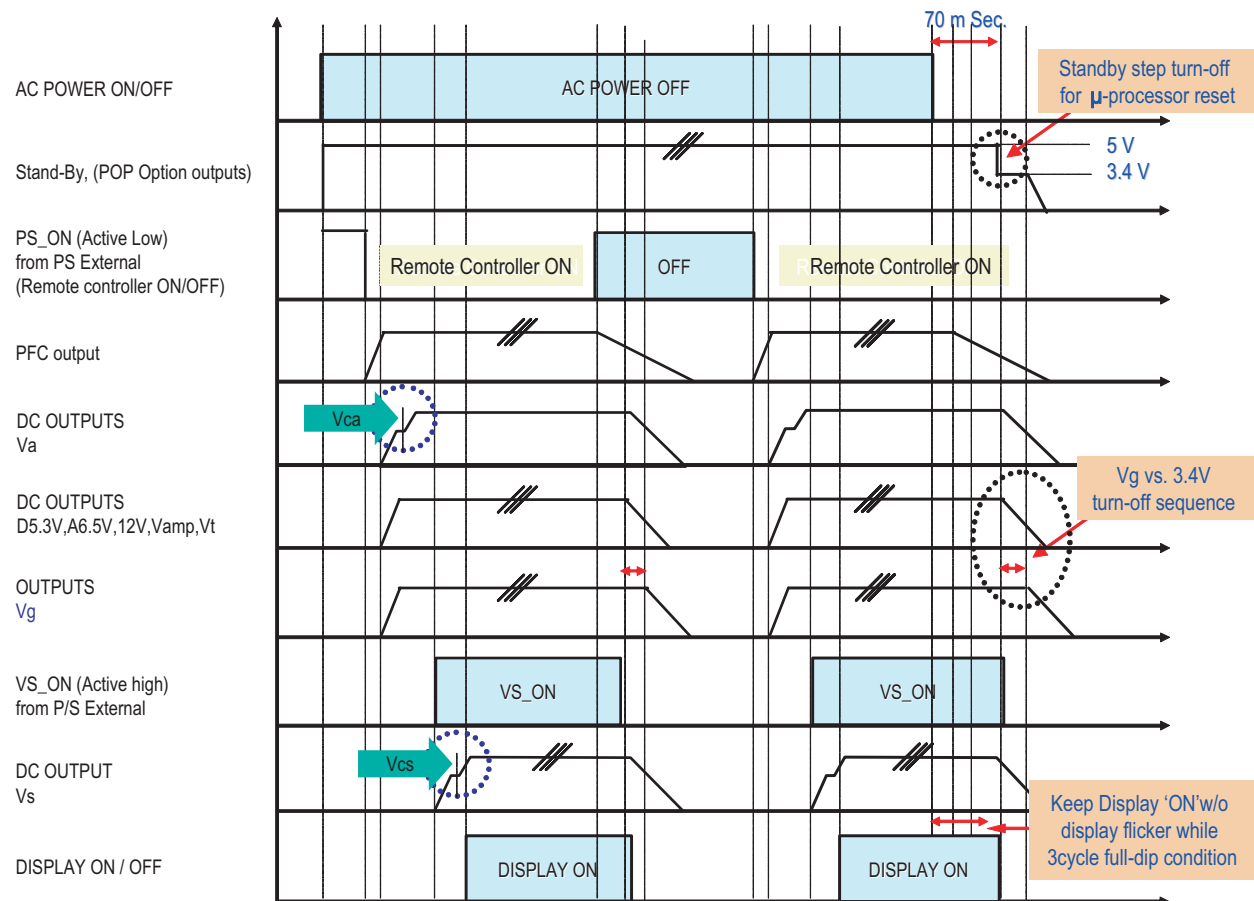 70 m Sec.
AC POWER ON/OFF
AC POWER OFF
Standby step turn-off
for µ-processor reset
Stand-By, (POP Option outputs)
5 V
3.4 V
PS_ON (Active Low)
from PS External
(Remote controller ON/OFF)
Remote Controller ON
OFF
Remote Controller ON
PFC output
DC OUTPUTS
Va
Vca
DC OUTPUTS
D5.3V,A6.5V,12V,Vamp,Vt
Vg vs. 3.4V
turn-off sequence
OUTPUTS
Vg
VS_ON (Active high)
from P/S External
VS_ON
VS_ON
DC OUTPUT
Vs
Vcs
Keep Display ‘ON’w/o
display flicker while
3cycle full-dip condition
DISPLAY ON / OFF
DISPLAY ON
DISPLAY ON